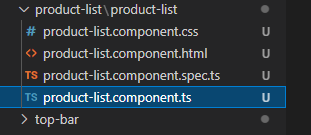 product-list\product-list
# product-list.component.css U
<> product-list.component.html U
TS product-list.component.spec.ts U
TS product-list.component.ts U
top-bar